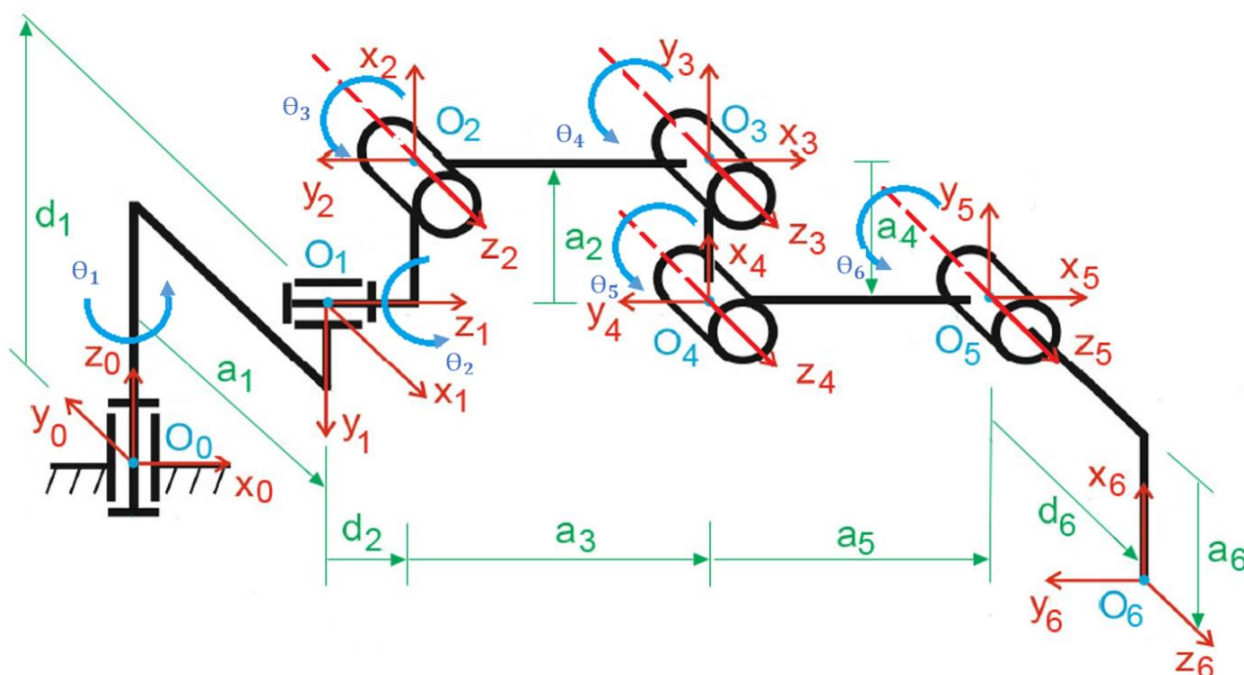 x₂
y₃
θ₃
O₂
θ₄
O₃
x₃
y₂
z₂
z₃
d₁
O₁
a₂
x₄
θ₅
y₅
a₄
θ₆
x₅
θ₁
z₁
θ₂
y₄
O₄
z₄
O₅
z₅
z₀
a₁
x₁
y₀
O₀
y₁
x₀
x₆
d₂
a₃
a₅
d₆
a₆
y₆
O₆
z₆